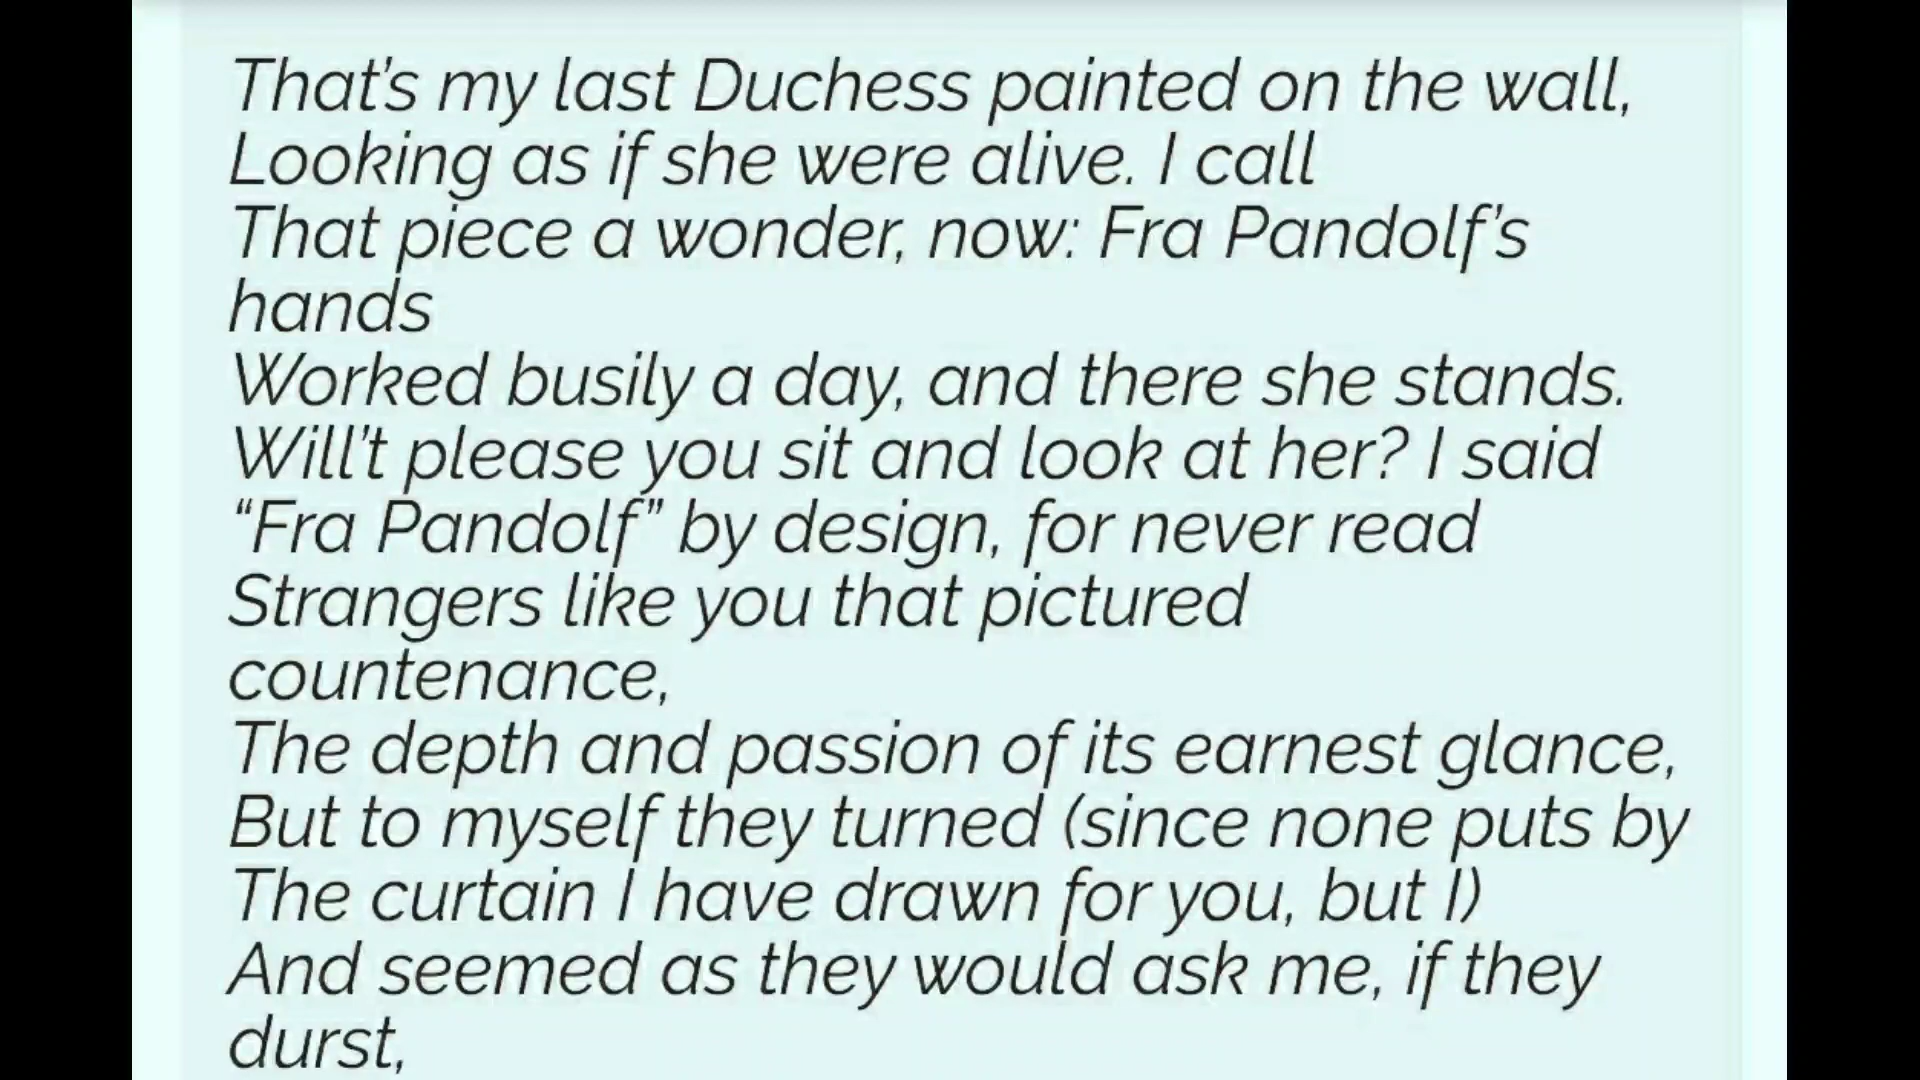 That's my last Duchess painted on the wall,
Looking as if she were alive. I call
That piece a wonder, now: Fra Pandolf's
hands
Worked busily a day, and there she stands.
Will't please you sit and look at her? I said
“Fra Pandolf” by design, for never read
Strangers like you that pictured
countenance,
The depth and passion of its earnest glance,
But to myself they turned (since none puts by
The curtain I have drawn for you, but I)
And seemed as they would ask me, if they
durst,